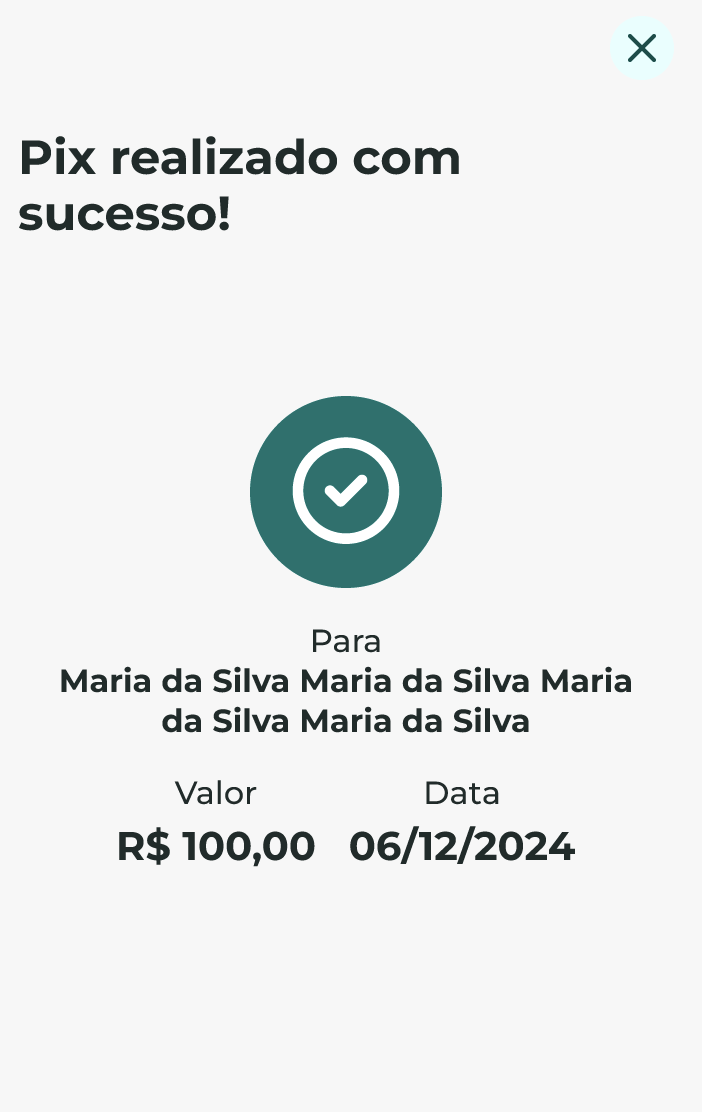 Pix realizado com
sucesso!
Para
Maria da Silva Maria da Silva Maria
da Silva Maria da Silva
Valor Data
R$ 100,00 06/12/2024